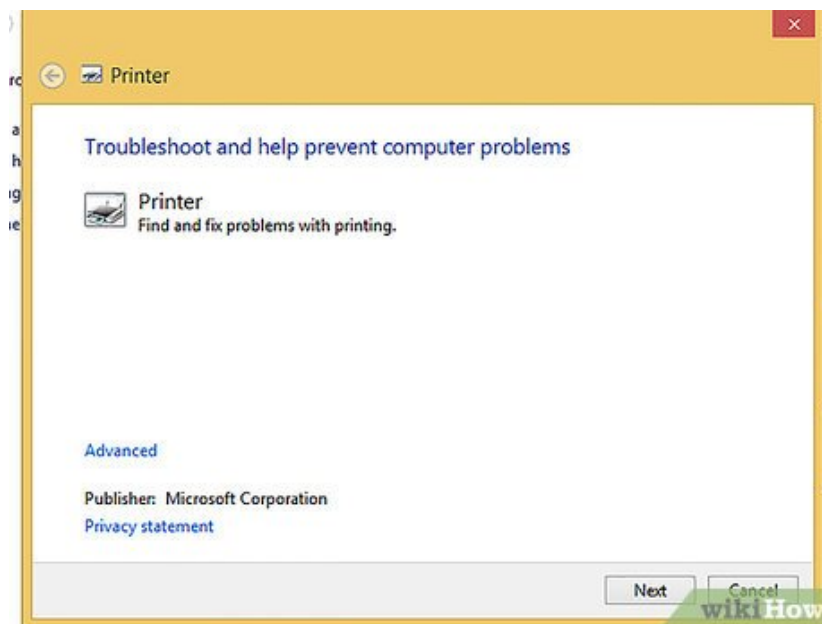 Printer
Troubleshoot and help prevent computer problems
Printer
Find and fix problems with printing.
Advanced
Publisher: Microsoft Corporation
Privacy statement
Next
Cancel
wikiHow